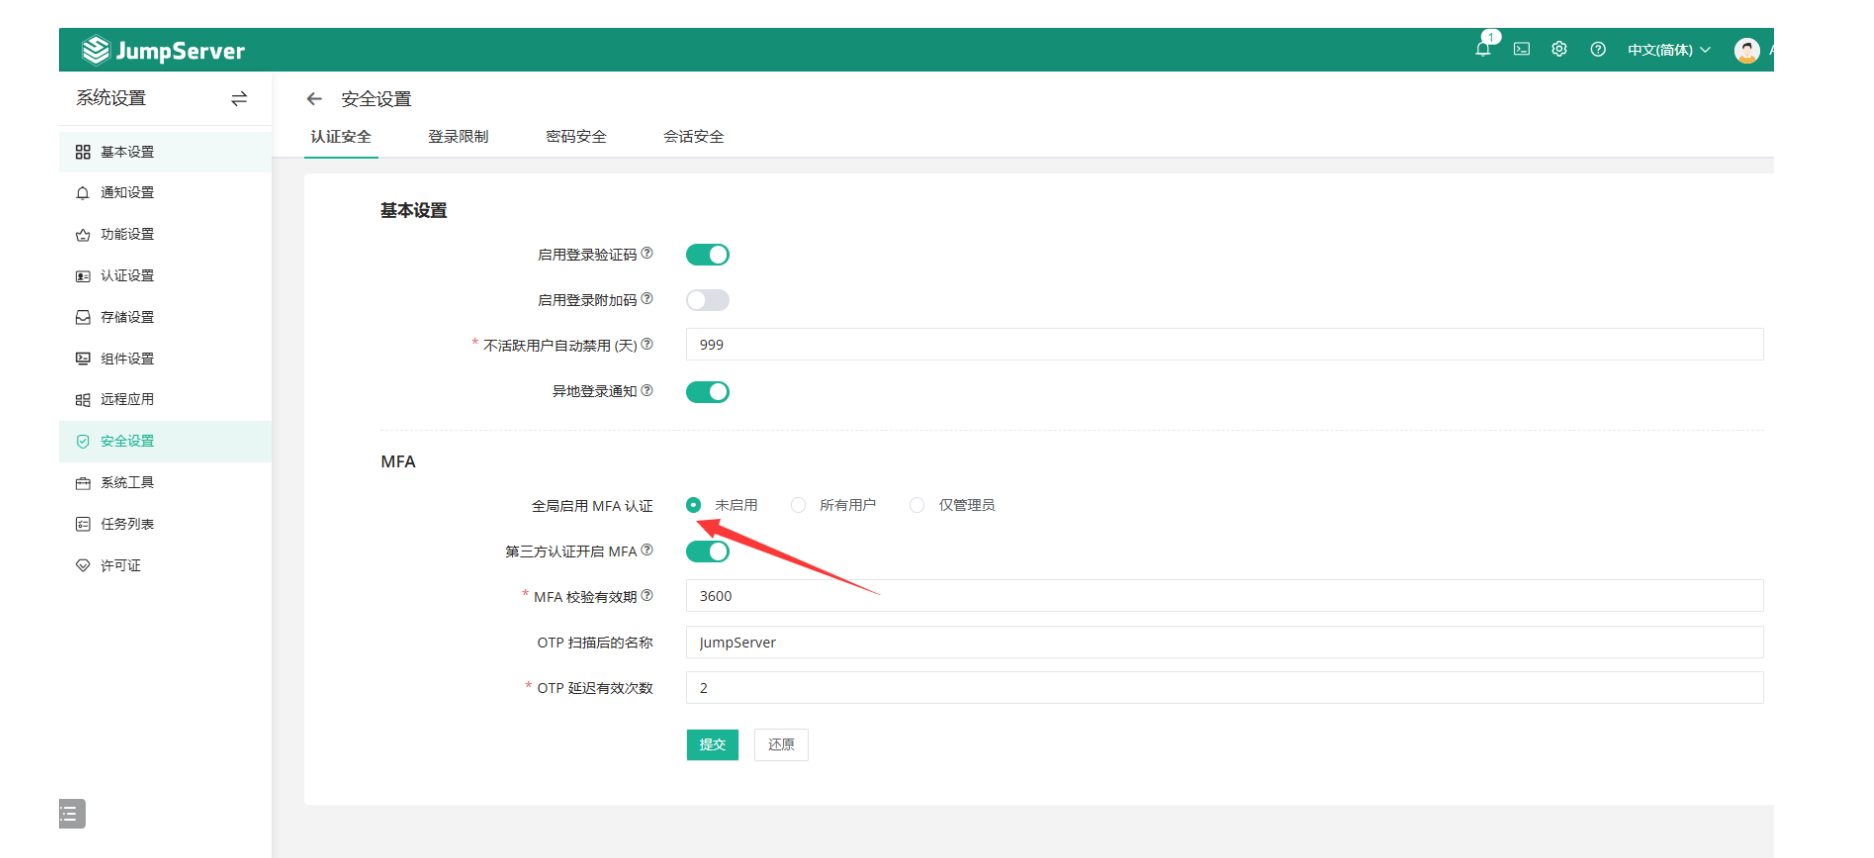 JumpServer
1
中文(简体)
系统设置
← 安全设置
认证安全 登录限制 密码安全 会话安全
基本设置
通知设置
功能设置
认证设置
存储设置
组件设置
远程应用
安全设置
系统工具
任务列表
许可证
基本设置
启用登录验证码
启用登录附加码
* 不活跃用户自动禁用 (天) 999
异地登录通知
MFA
全局启用 MFA 认证 未启用 所有用户 仅管理员
第三方认证开启 MFA
* MFA 校验有效期 3600
OTP 扫描后的名称 JumpServer
* OTP 延迟有效次数 2
提交 还原